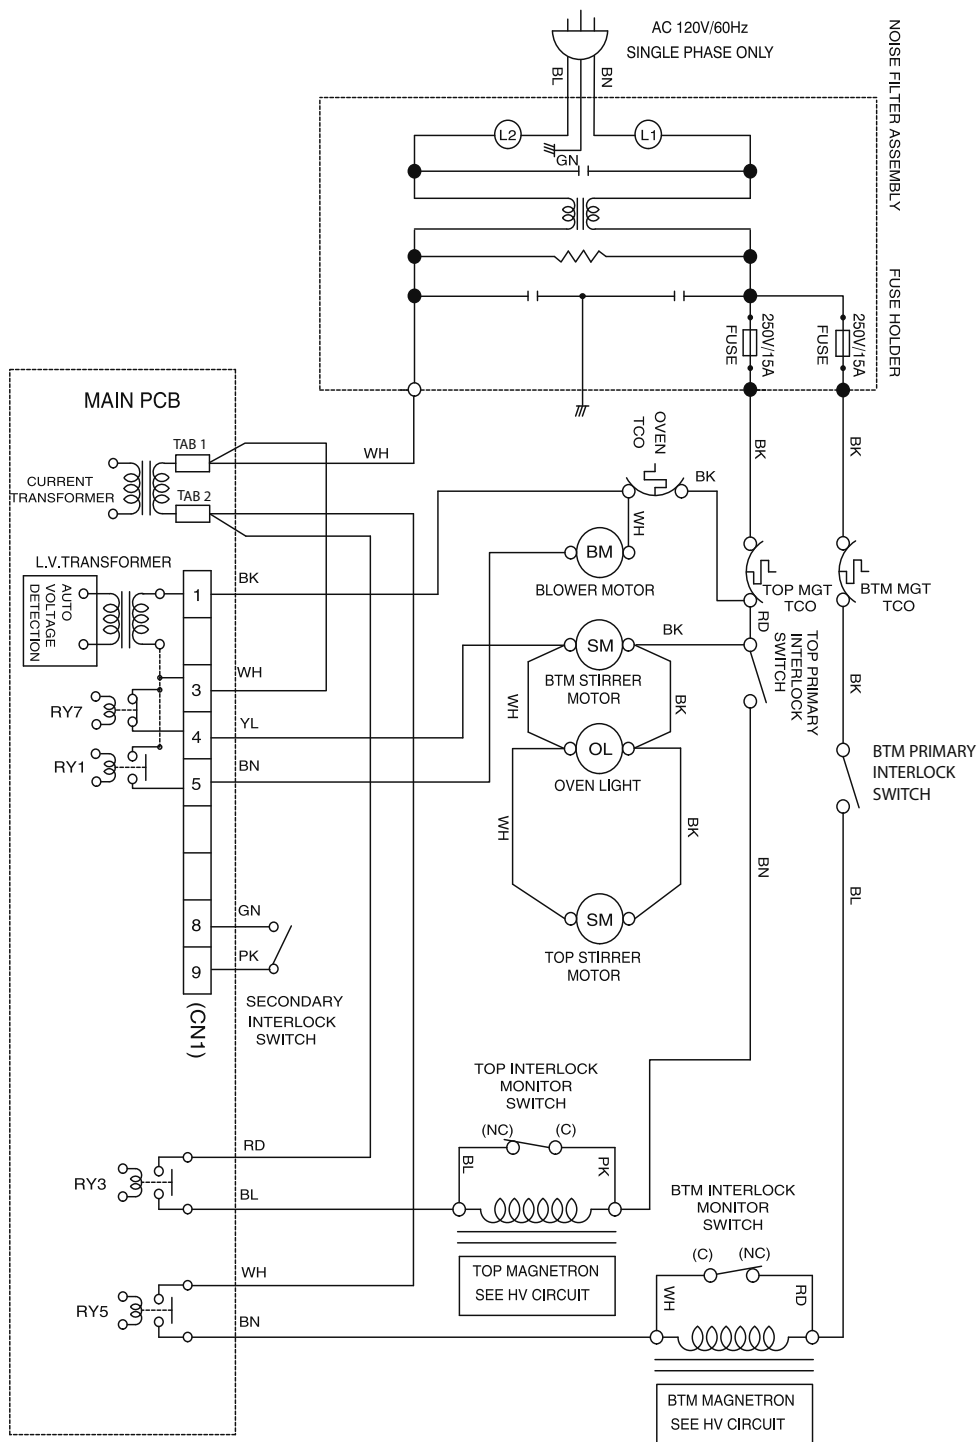 AC 120V/60Hz
SINGLE PHASE ONLY
BL
BN
NOISE FILTER ASSEMBLY
L2
L1
GN
FUSE HOLDER
250V/15A
FUSE
250V/15A
FUSE
MAIN PCB
TAB 1
WH
OVEN
TCO
BK
BK
BK
CURRENT
TRANSFORMER
TAB 2
WH
L.V.TRANSFORMER
AUTO
VOLTAGE
DETECTION
1
BK
BM
BLOWER MOTOR
TOP MGT
TCO
BTM MGT
TCO
RD
TOP PRIMARY
INTERLOCK
SWITCH
BK
SM
BTM STIRRER
MOTOR
WH
3
BK
WH
BK
RY7
YL
4
RY1
BN
5
OL
OVEN LIGHT
BTM PRIMARY
INTERLOCK
SWITCH
WH
BK
BN
BL
GN
8
PK
9
SM
TOP STIRRER
MOTOR
(CN1)
SECONDARY
INTERLOCK
SWITCH
TOP INTERLOCK
MONITOR
SWITCH
(NC)
(C)
RD
BL
PK
RY3
BL
BTM INTERLOCK
MONITOR
SWITCH
(C)
(NC)
TOP MAGNETRON
SEE HV CIRCUIT
WH
WH
RD
RY5
BN
BTM MAGNETRON
SEE HV CIRCUIT